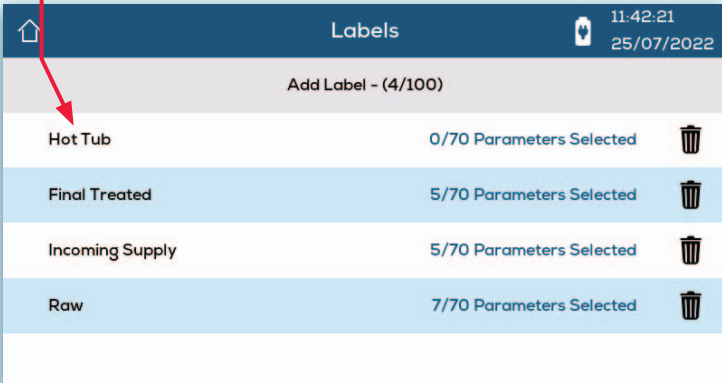 Labels
11:42:21
25/07/2022
Add Label - (4/100)
Hot Tub 0/70 Parameters Selected
Final Treated 5/70 Parameters Selected
Incoming Supply 5/70 Parameters Selected
Raw 7/70 Parameters Selected